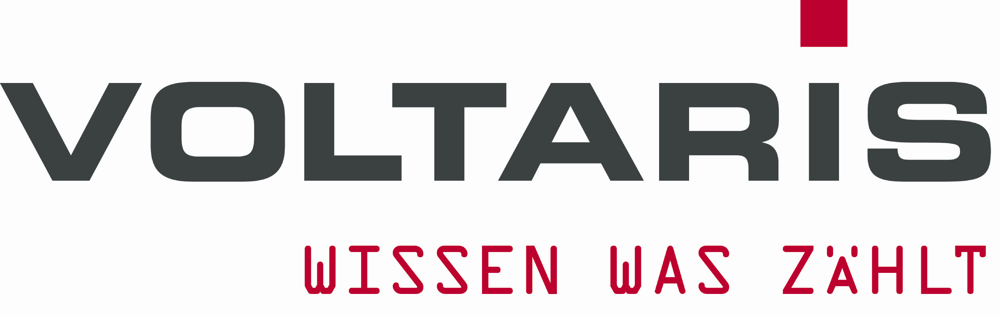 VOLTARIS
WISSEN WAS ZÄHLT